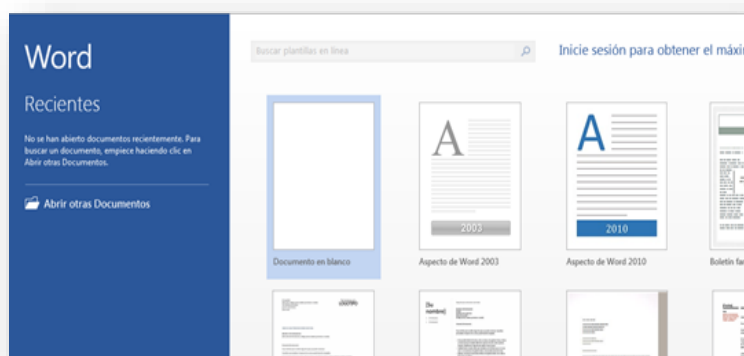 Word
Recientes
No se han abierto documentos recientemente. Para
buscar un documento, empiece haciendo clic en
Abrir otras Documentos.
Abrir otras Documentos
Buscar plantillas en línea
Inicie sesión para obtener el máxi
Documento en blanco
A
2003
Aspecto de Word 2003
A
2010
Aspecto de Word 2010
Boletín fa
[Su
nombre]